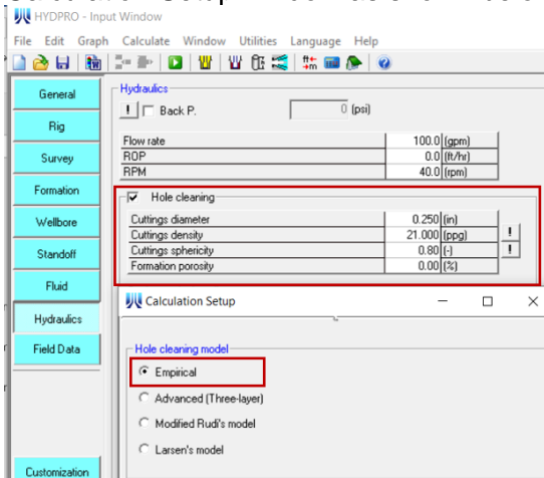 HYDPRO - Input Window
File Edit Graph Calculate Window Utilities Language Help
General
Rig
Survey
Formation
Wellbore
Standoff
Fluid
Hydraulics
Field Data
Customization
Hydraulics
! Back P. 0 (psi)
Flow rate 100.0 (gpm)
ROP 0.0 (ft/hr)
RPM 40.0 (rpm)
Hole cleaning
Cuttings diameter 0.250 (in)
Cuttings density 21.000 (ppg) !
Cuttings sphericity 0.80 (-) !
Formation porosity 0.00 (%)
Calculation Setup
Hole cleaning model
Empirical
Advanced (Three-layer)
Modified Rudi's model
Larsen's model